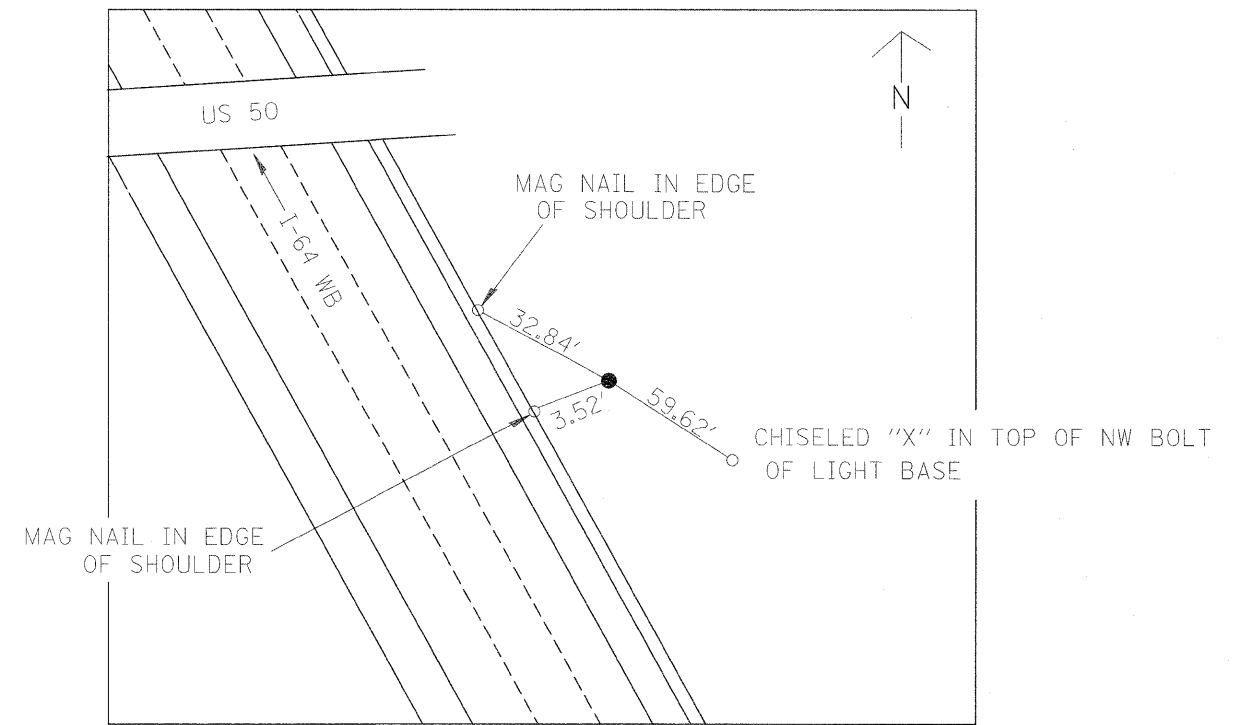 US 50
N
MAG NAIL IN EDGE
OF SHOULDER
I-64 WB
32.84'
3.52'
59.62'
CHISELED "X" IN TOP OF NW BOLT
OF LIGHT BASE
MAG NAIL IN EDGE
OF SHOULDER